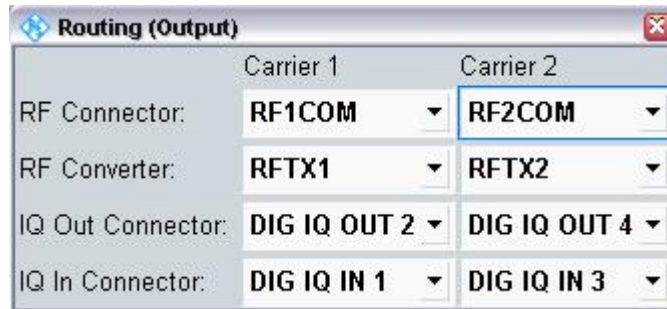 Routing (Output)
Carrier 1 Carrier 2
RF Connector: RF1COM RF2COM
RF Converter: RFTX1 RFTX2
IQ Out Connector: DIG IQ OUT 2 DIG IQ OUT 4
IQ In Connector: DIG IQ IN 1 DIG IQ IN 3